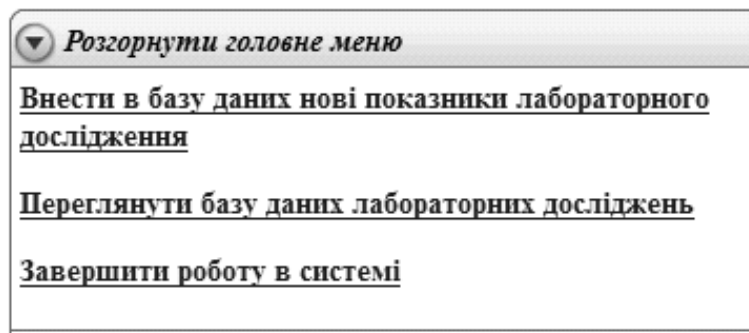 Розгорнути головне меню
Внести в базу даних нові показники лабораторного
дослідження
Переглянути базу даних лабораторних досліджень
Завершити роботу в системі